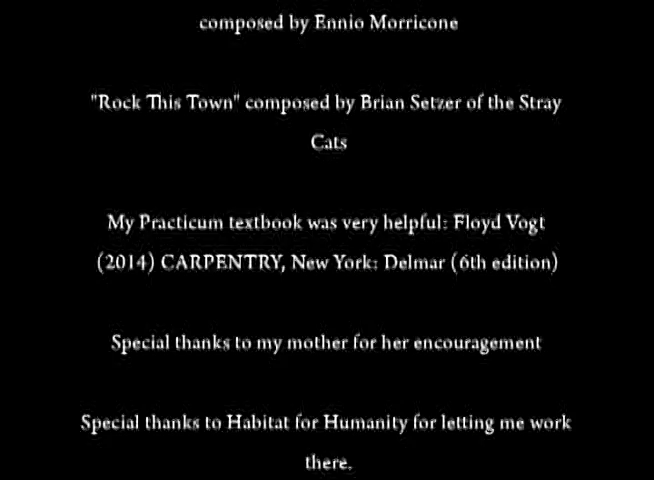 composed by Ennio Morricone
"Rock This Town" composed by Brian Setzer of the Stray
Cats
My Practicum textbook was very helpful: Floyd Vogt
(2014) CARPENTRY, New York: Delmar (6th edition)
Special thanks to my mother for her encouragement
Special thanks to Habitat for Humanity for letting me work
there.